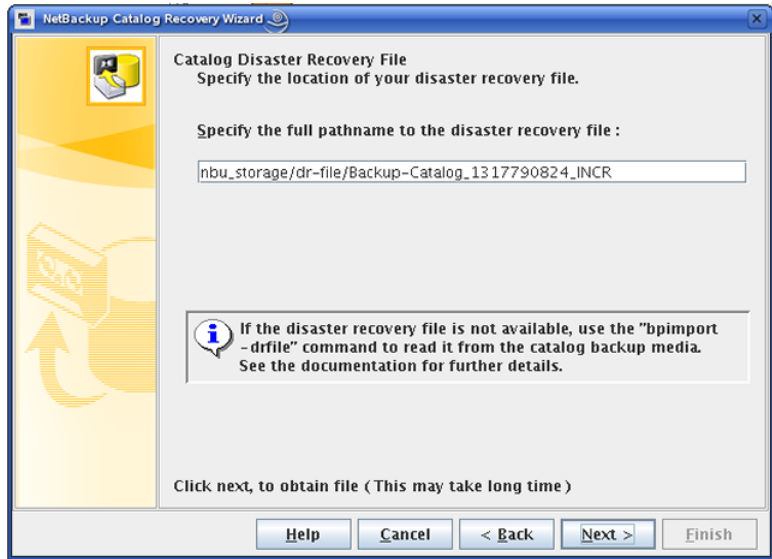 NetBackup Catalog Recovery Wizard
Catalog Disaster Recovery File
Specify the location of your disaster recovery file.
Specify the full pathname to the disaster recovery file :
nbu_storage/dr-file/Backup-Catalog_1317790824_INCR
If the disaster recovery file is not available, use the "bpimport
-drfile" command to read it from the catalog backup media.
See the documentation for further details.
Click next, to obtain file ( This may take long time )
Help Cancel < Back Next > Finish